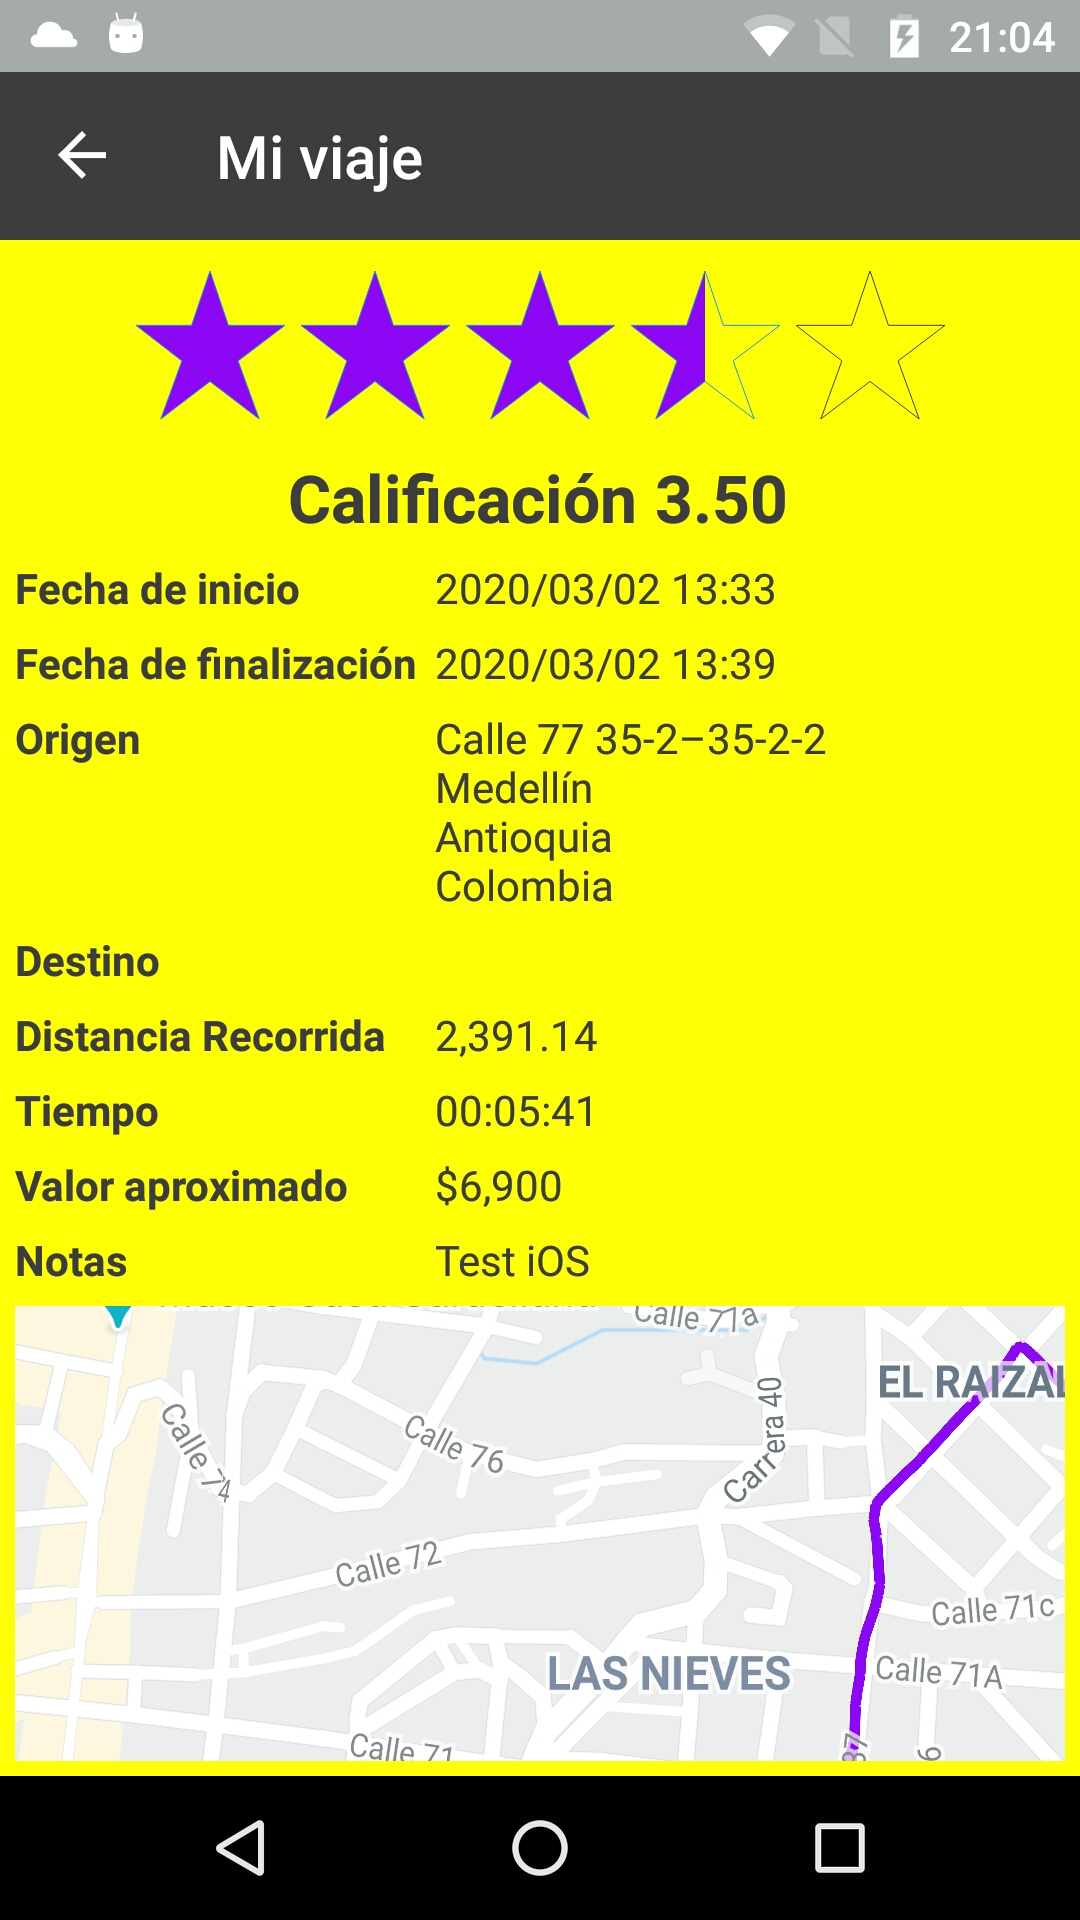 21:04
Mi viaje
Calificación 3.50
Fecha de inicio 2020/03/02 13:33
Fecha de finalización 2020/03/02 13:39
Origen Calle 77 35-2–35-2-2
Medellín
Antioquia
Colombia
Destino
Distancia Recorrida 2,391.14
Tiempo 00:05:41
Valor aproximado $6,900
Notas Test iOS
Calle 71a
EL RAIZAL
Carrera 40
Calle 74
Calle 76
Calle 72
Calle 71c
LAS NIEVES
Calle 71A
Calle 71
37
6